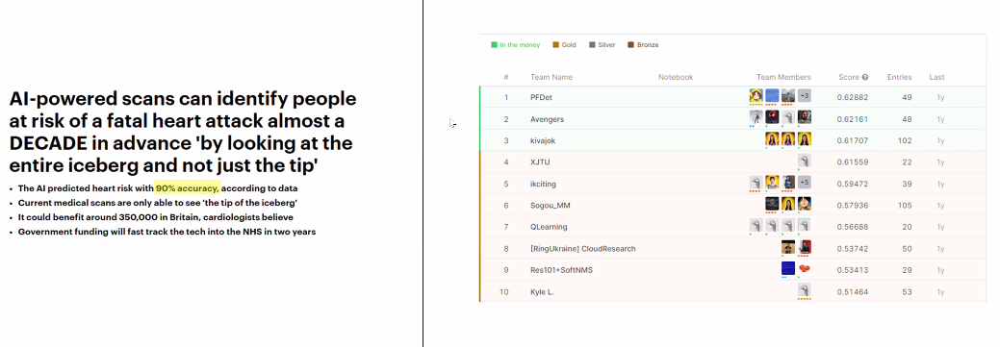 AI-powered scans can identify people
at risk of a fatal heart attack almost a
DECADE in advance 'by looking at the
entire iceberg and not just the tip'
• The AI predicted heart risk with 90% accuracy, according to data
• Current medical scans are only able to see 'the tip of the iceberg'
• It could benefit around 350,000 in Britain, cardiologists believe
• Government funding will fast track the tech into the NHS in two years
In the money Gold Silver Bronze
# Team Name Notebook Team Members Score Entries Last
1 PFDet +3 0.62882 49 1y
2 Avengers 0.62161 48 1y
3 kivajok 0.61707 102 1y
4 XJTU 0.61559 22 1y
5 ikciting +5 0.59472 39 1y
6 Sogou_MM 0.57936 105 1y
7 QLearning 0.56688 20 1y
8 [RingUkraine] CloudResearch 0.53742 50 1y
9 Res101+SoftNMS 0.53413 29 1y
10 Kyle L. 0.51464 53 1y